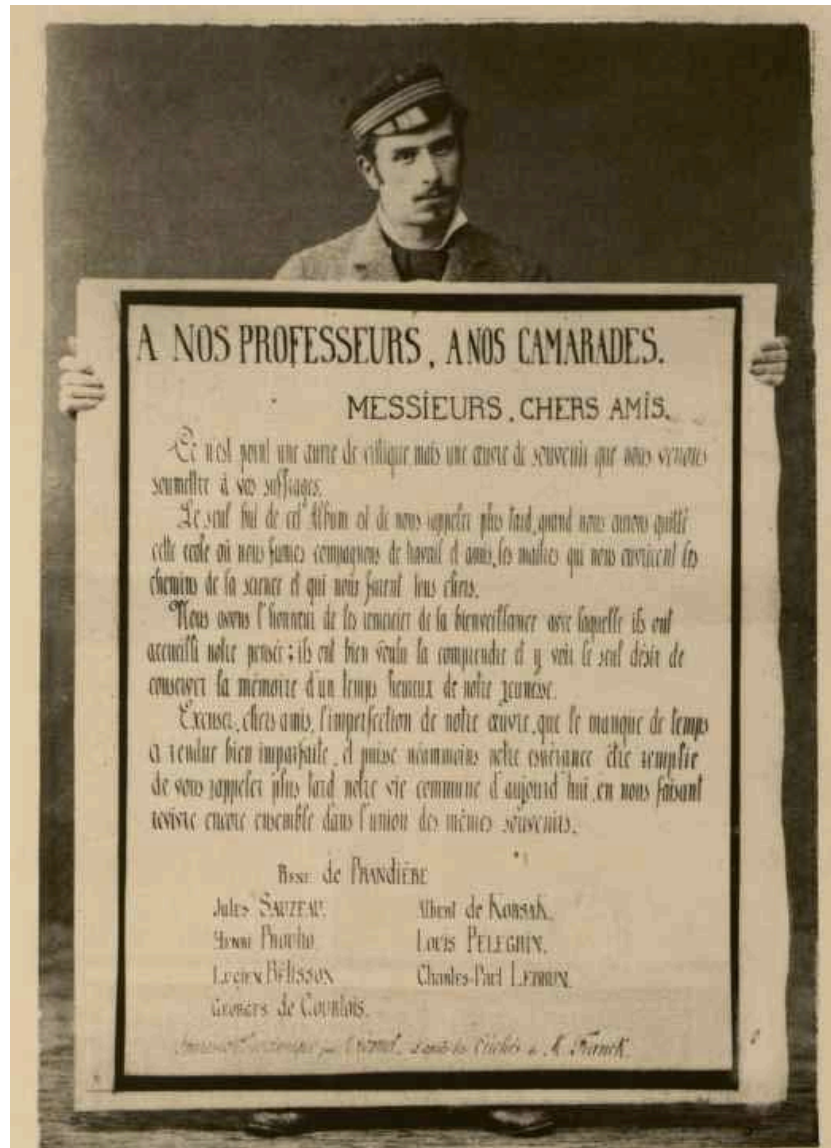 A NOS PROFESSEURS, A NOS CAMARADES.
MESSIEURS, CHERS AMIS.
Ce n'est point une œuvre de critique mais une œuvre de souvenir que nous venons
soumettre à vos suffrages.
Le seul but de cet Album est de nous rappeler plus tard, quand nous aurons quitté
cette école où nous fumes compagnons de travail et amis, les maîtres qui nous ouvrirent les
chemins de la science et qui nous furent tous chers.
Nous avons l'honneur de les remercier de la bienveillance avec laquelle ils ont
accueilli notre pensée ; ils ont bien voulu la comprendre et y voir le seul désir de
conserver la mémoire d'un temps heureux de notre jeunesse.
Excusez, chers amis, l'imperfection de notre œuvre, que le manque de temps
a rendue bien imparfaite, et puisse néanmoins notre espérance être remplie
de vous rappeler plus tard notre vie commune d'aujourd'hui, en nous faisant
revivre encore ensemble dans l'union des mêmes souvenirs.
RENÉ de PRANDIÈRE
Jules SAUZEAU. Albert de KORSAK.
HENRI PROUHO. LOUIS PELEGRIN.
LUCIEN BÉLISSON Charles-Paul LEBRUN.
GEORGES de COURTOIS.
d'après les Clichés de M. Franck.